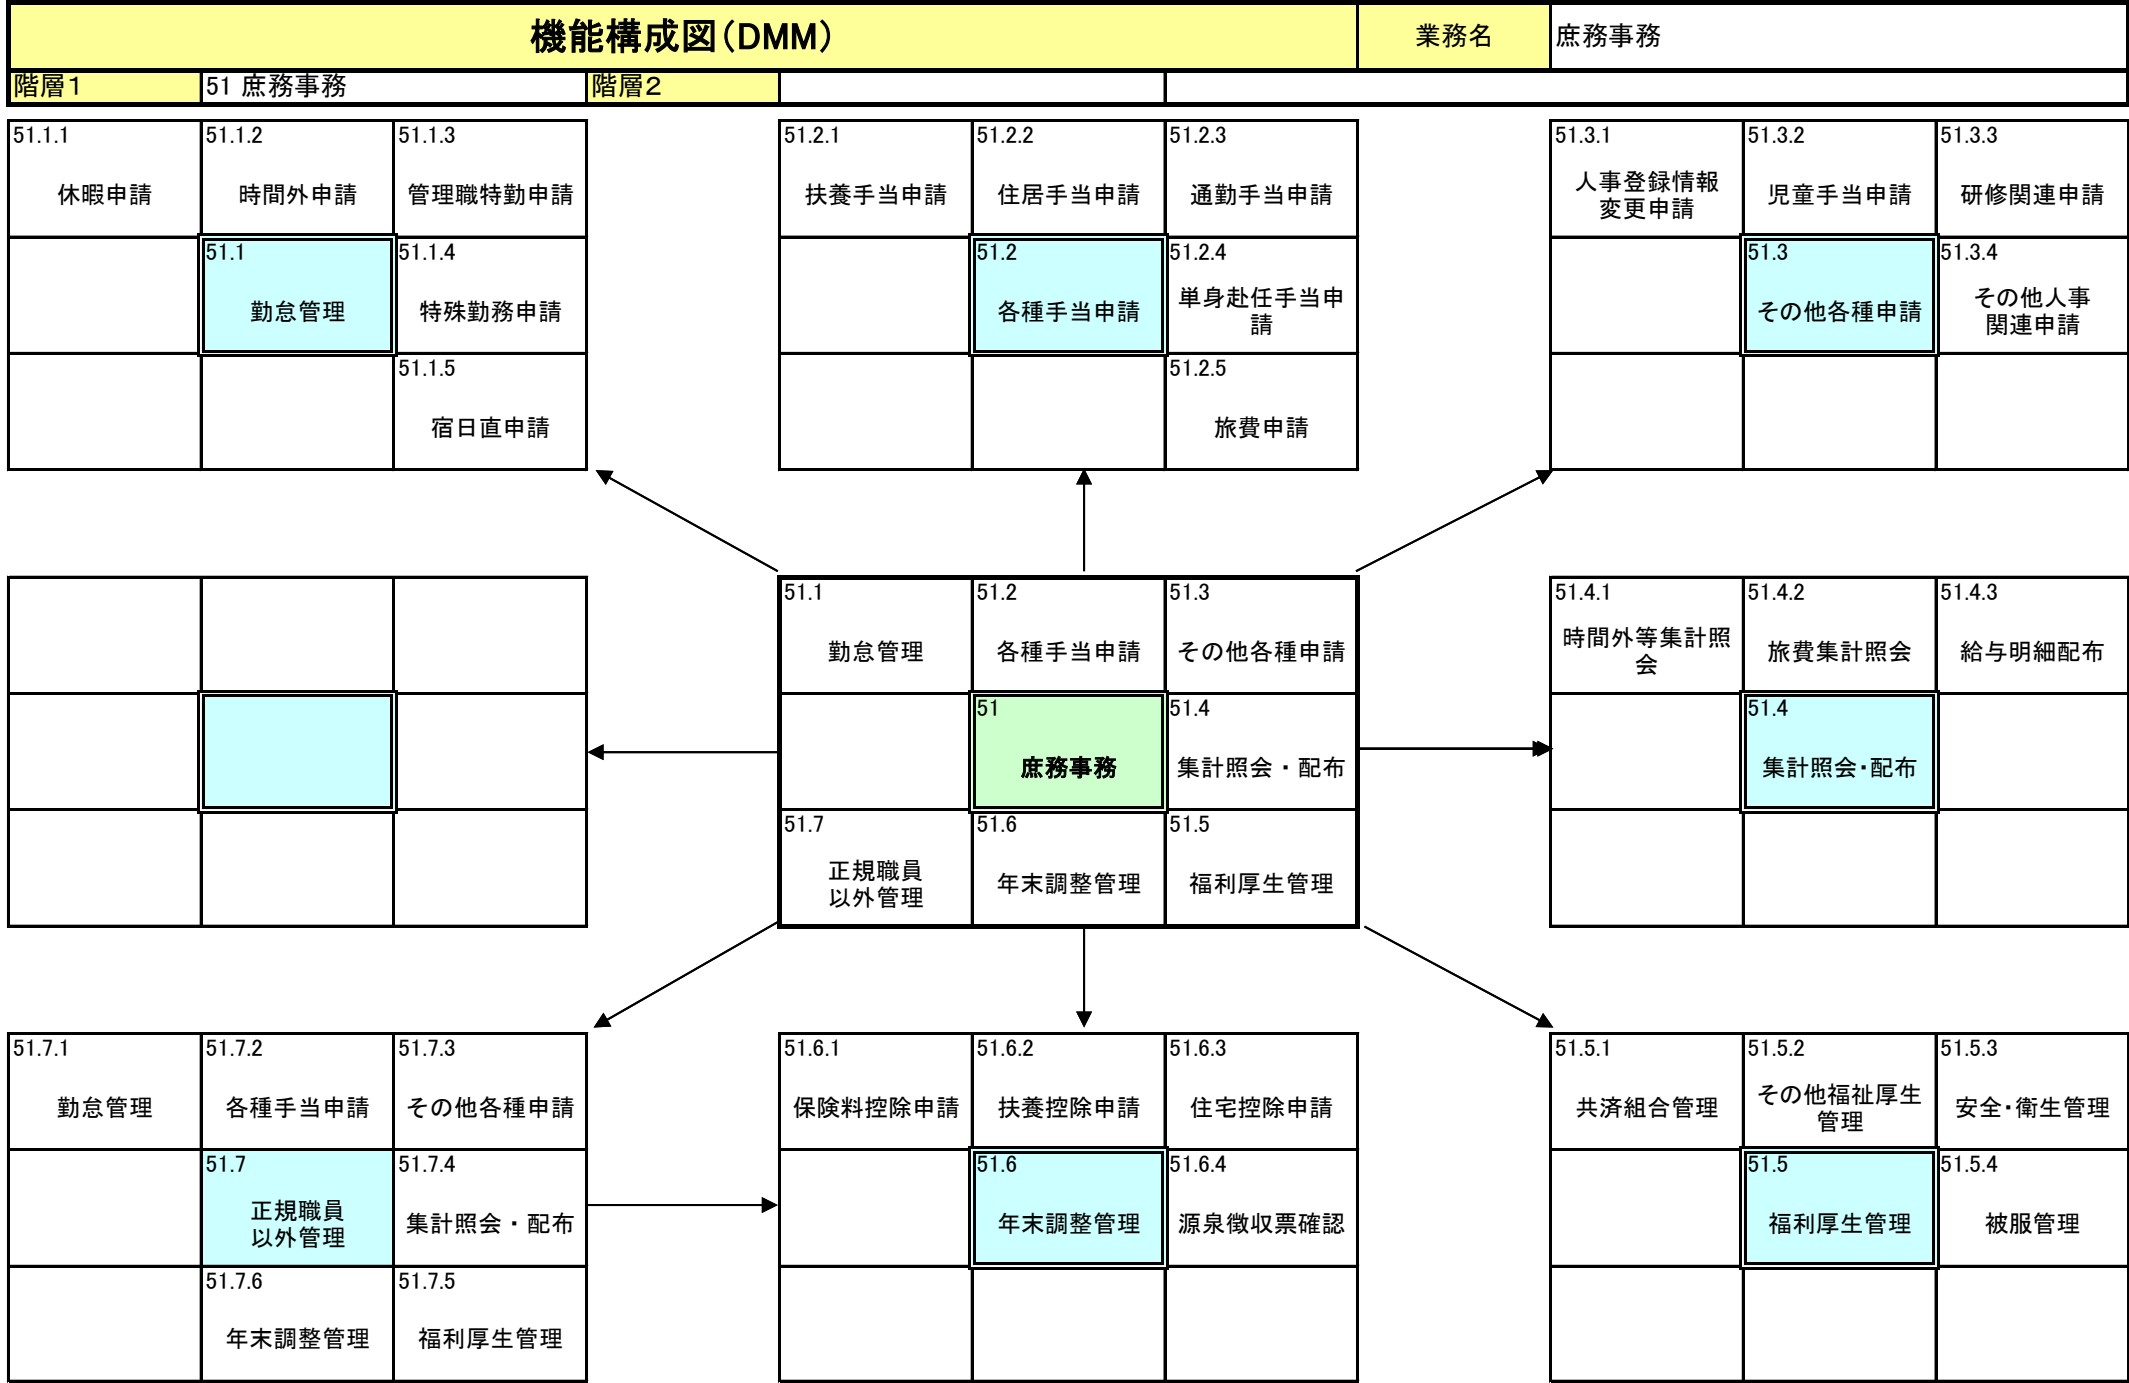 機能構成図(DMM)
業務名
庶務事務
階層1
51 庶務事務
階層2
51.1.1
休暇申請
51.1.2
時間外申請
51.1.3
管理職特勤申請
51.1
勤怠管理
51.1.4
特殊勤務申請
51.1.5
宿日直申請
51.2.1
扶養手当申請
51.2.2
住居手当申請
51.2.3
通勤手当申請
51.2
各種手当申請
51.2.4
単身赴任手当申
請
51.2.5
旅費申請
51.3.1
人事登録情報
変更申請
51.3.2
児童手当申請
51.3.3
研修関連申請
51.3
その他各種申請
51.3.4
その他人事
関連申請
51.1
勤怠管理
51.2
各種手当申請
51.3
その他各種申請
51
庶務事務
51.4
集計照会・配布
51.7
正規職員
以外管理
51.6
年末調整管理
51.5
福利厚生管理
51.4.1
時間外等集計照
会
51.4.2
旅費集計照会
51.4.3
給与明細配布
51.4
集計照会・配布
51.7.1
勤怠管理
51.7.2
各種手当申請
51.7.3
その他各種申請
51.7
正規職員
以外管理
51.7.4
集計照会・配布
51.7.6
年末調整管理
51.7.5
福利厚生管理
51.6.1
保険料控除申請
51.6.2
扶養控除申請
51.6.3
住宅控除申請
51.6
年末調整管理
51.6.4
源泉徴収票確認
51.5.1
共済組合管理
51.5.2
その他福祉厚生
管理
51.5.3
安全・衛生管理
51.5
福利厚生管理
51.5.4
被服管理